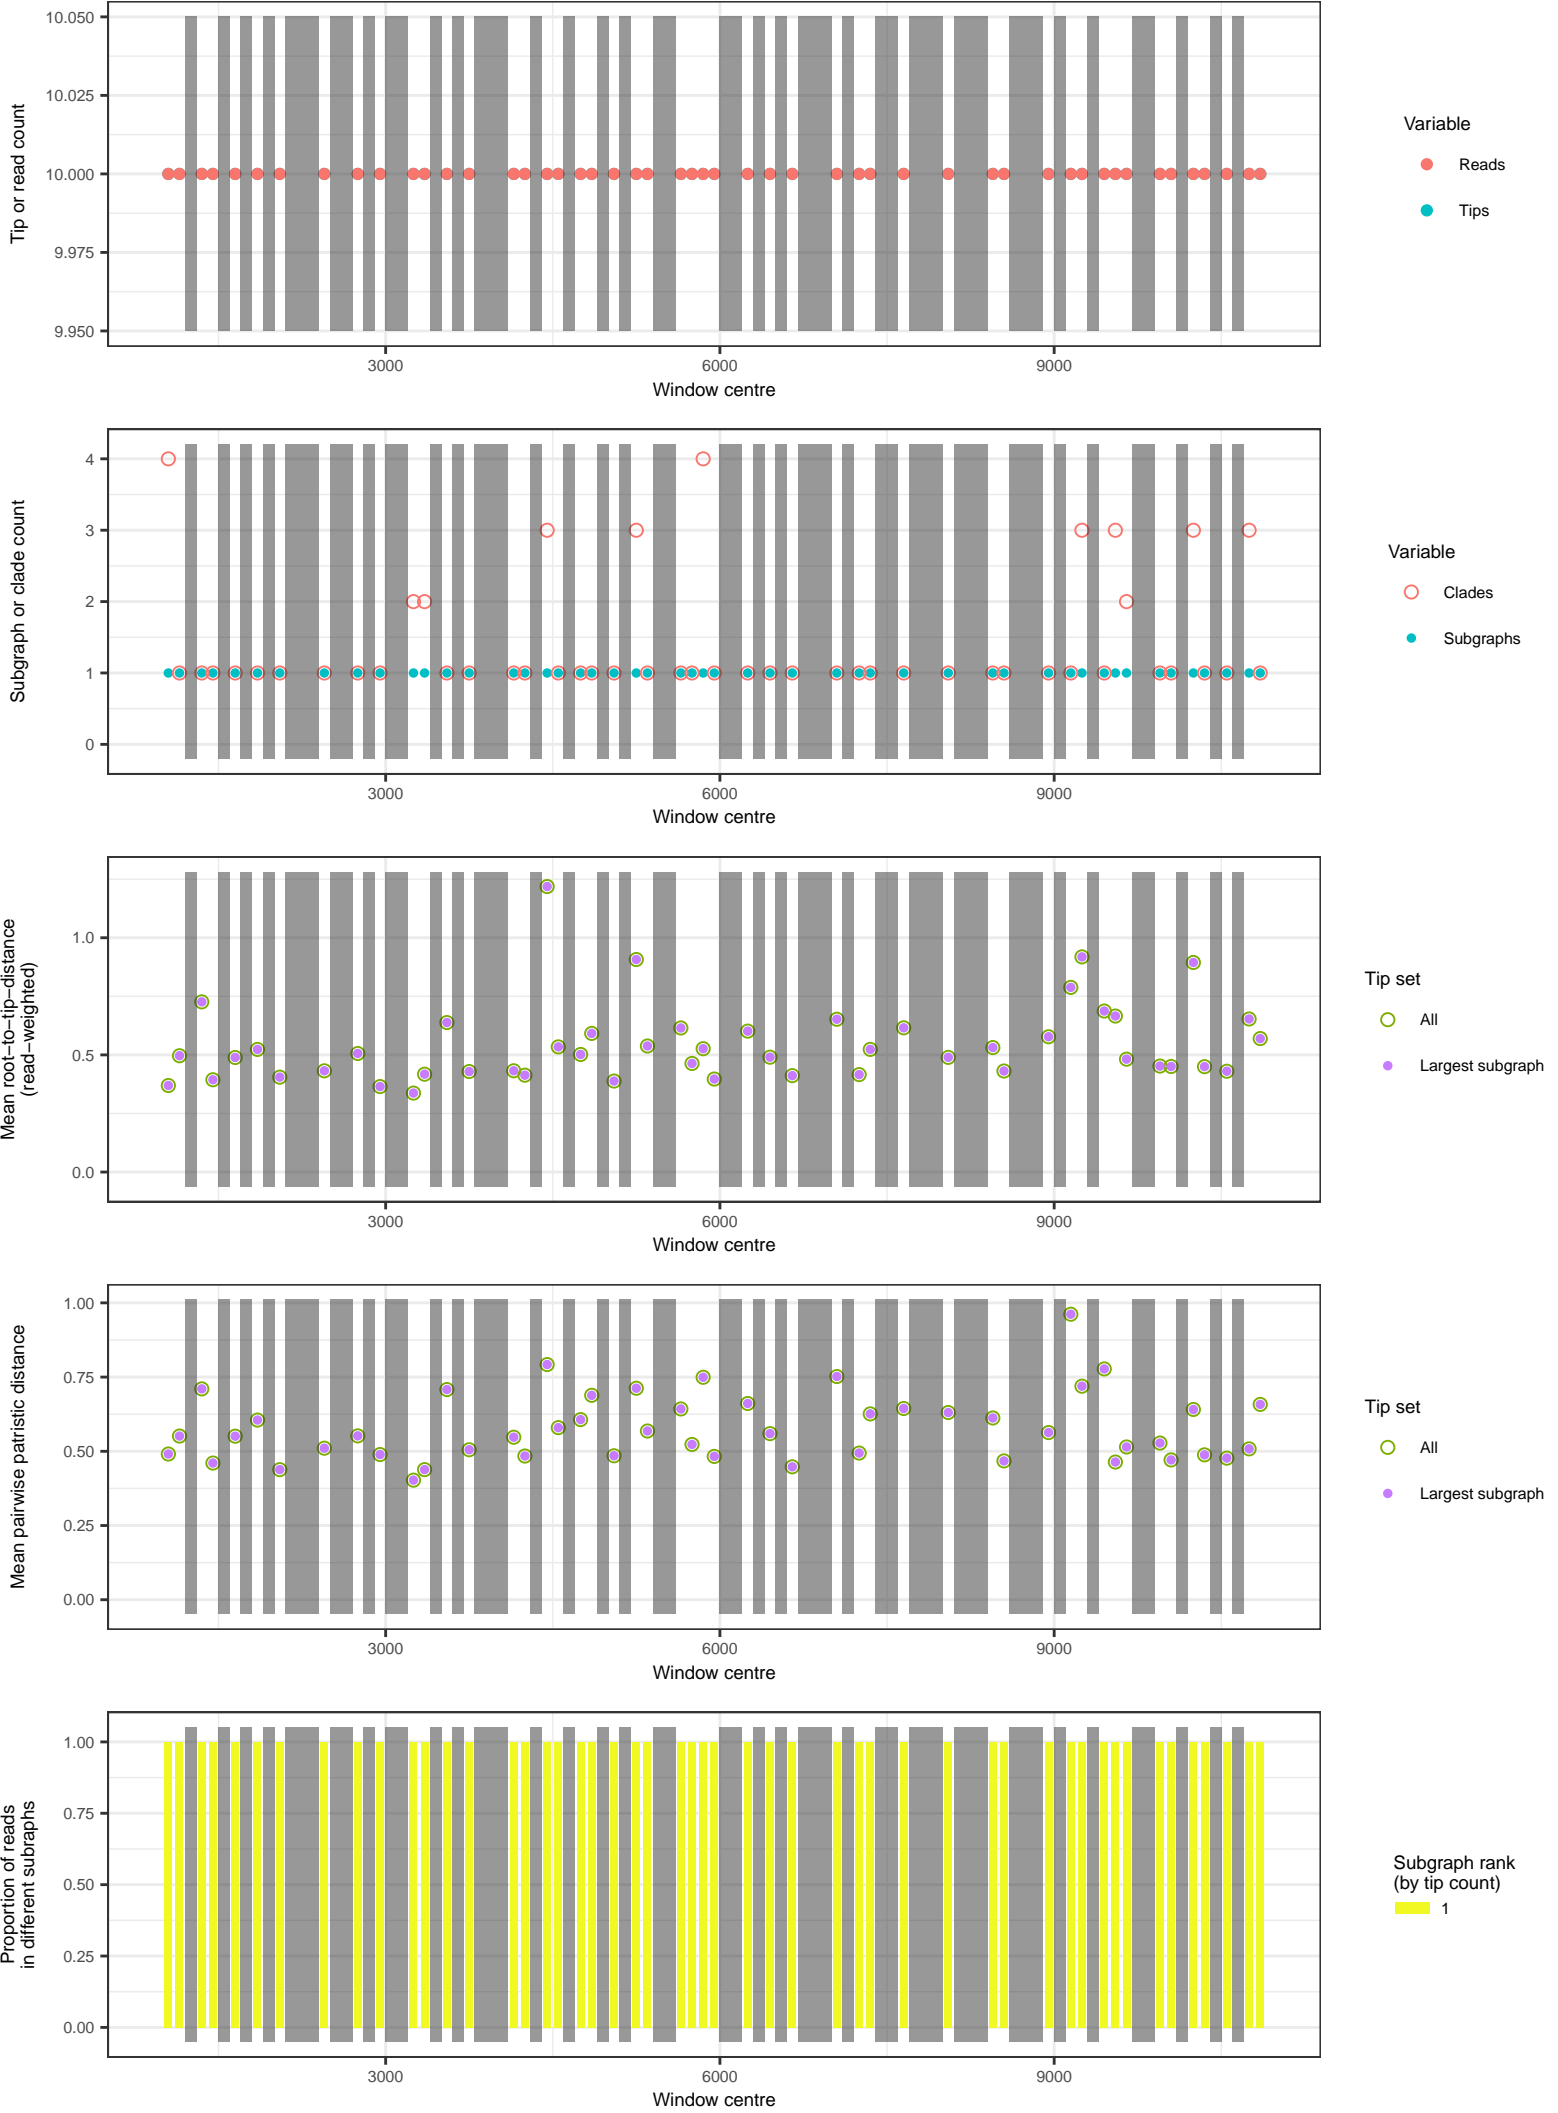 10.050
10.025
10.000
9.975
9.950
Tip or read count
3000
6000
9000
Window centre
Variable
Reads
Tips
4
3
2
1
0
Subgraph or clade count
3000
6000
9000
Window centre
Variable
Clades
Subgraphs
1.0
0.5
0.0
Mean root−to−tip−distance
(read−weighted)
3000
6000
9000
Window centre
Tip set
All
Largest subgraph
1.00
0.75
0.50
0.25
0.00
Mean pairwise patristic distance
3000
6000
9000
Window centre
Tip set
All
Largest subgraph
1.00
0.75
0.50
0.25
0.00
Proportion of reads
in different subraphs
3000
6000
9000
Window centre
Subgraph rank
(by tip count)
1